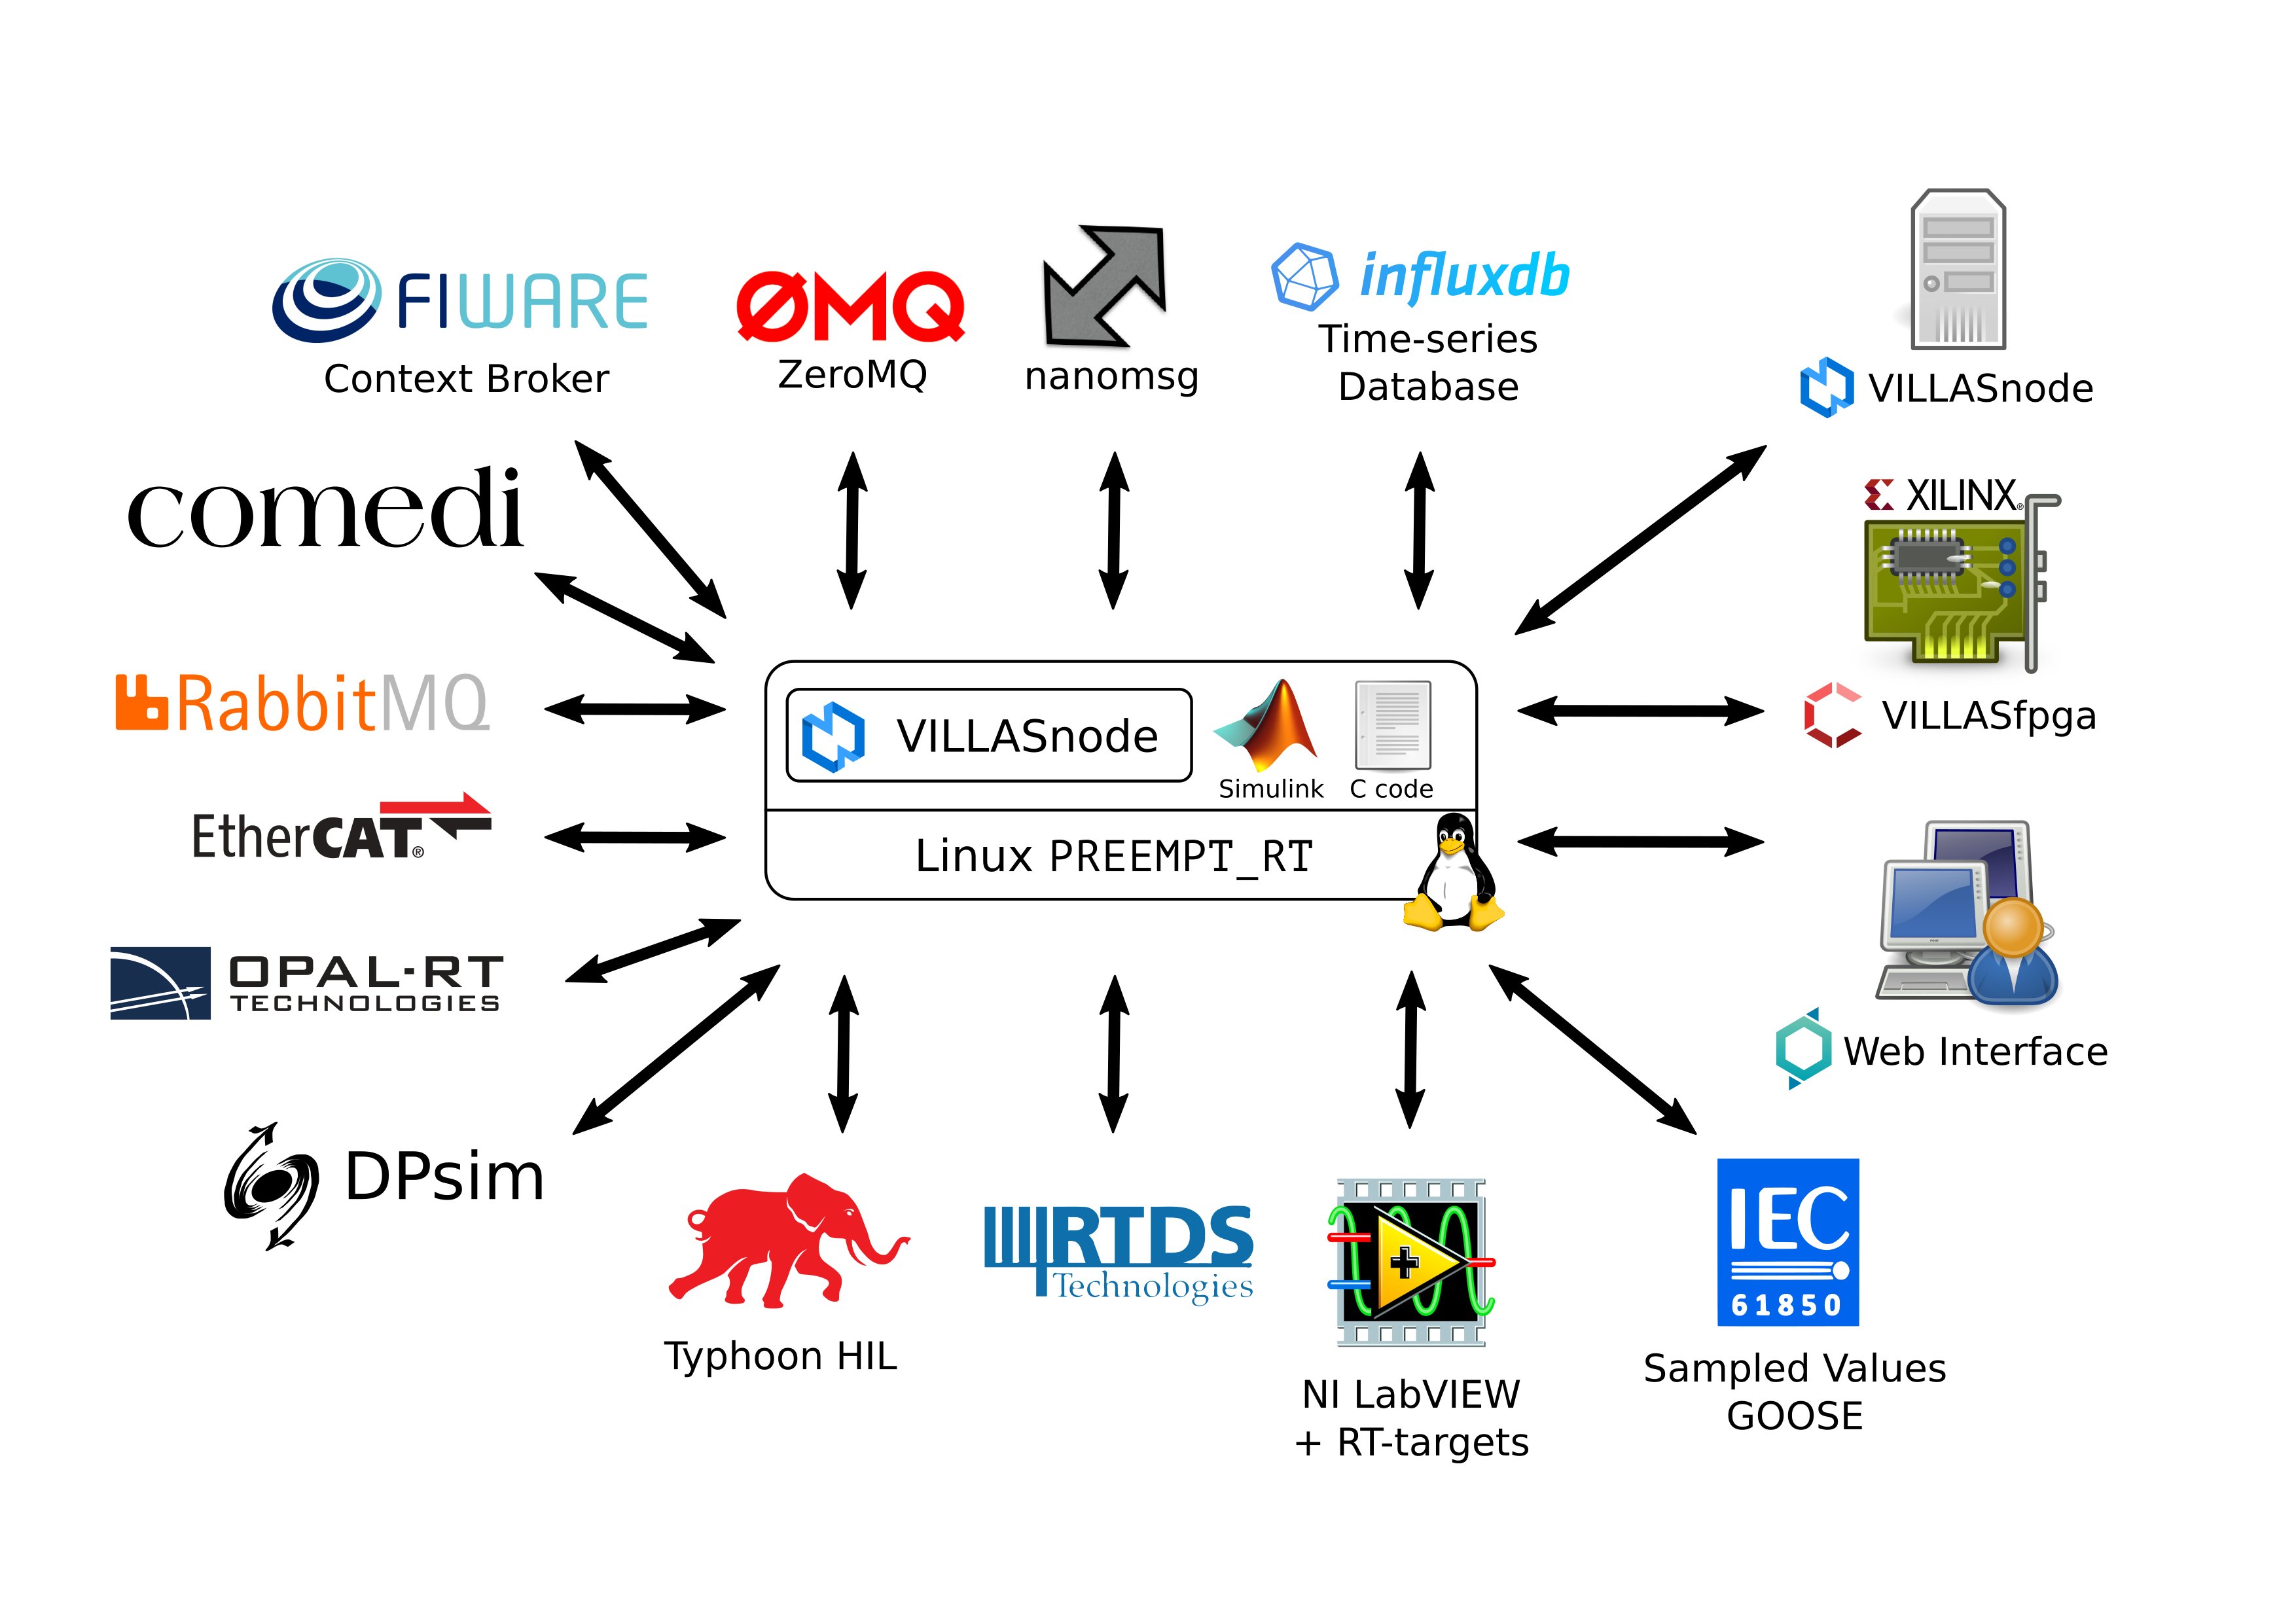 FIWARE
Context Broker
ØMQ
ZeroMQ
nanomsg
influxdb
Time-series
Database
VILLASnode
comedi
XILINX®
RabbitMQ
VILLASnode
Simulink
C code
VILLASfpga
EtherCAT®
Linux PREEMPT_RT
OPAL-RT
TECHNOLOGIES
Web Interface
DPsim
Typhoon HIL
RTDS
Technologies
NI LabVIEW
+ RT-targets
IEC
61850
Sampled Values
GOOSE